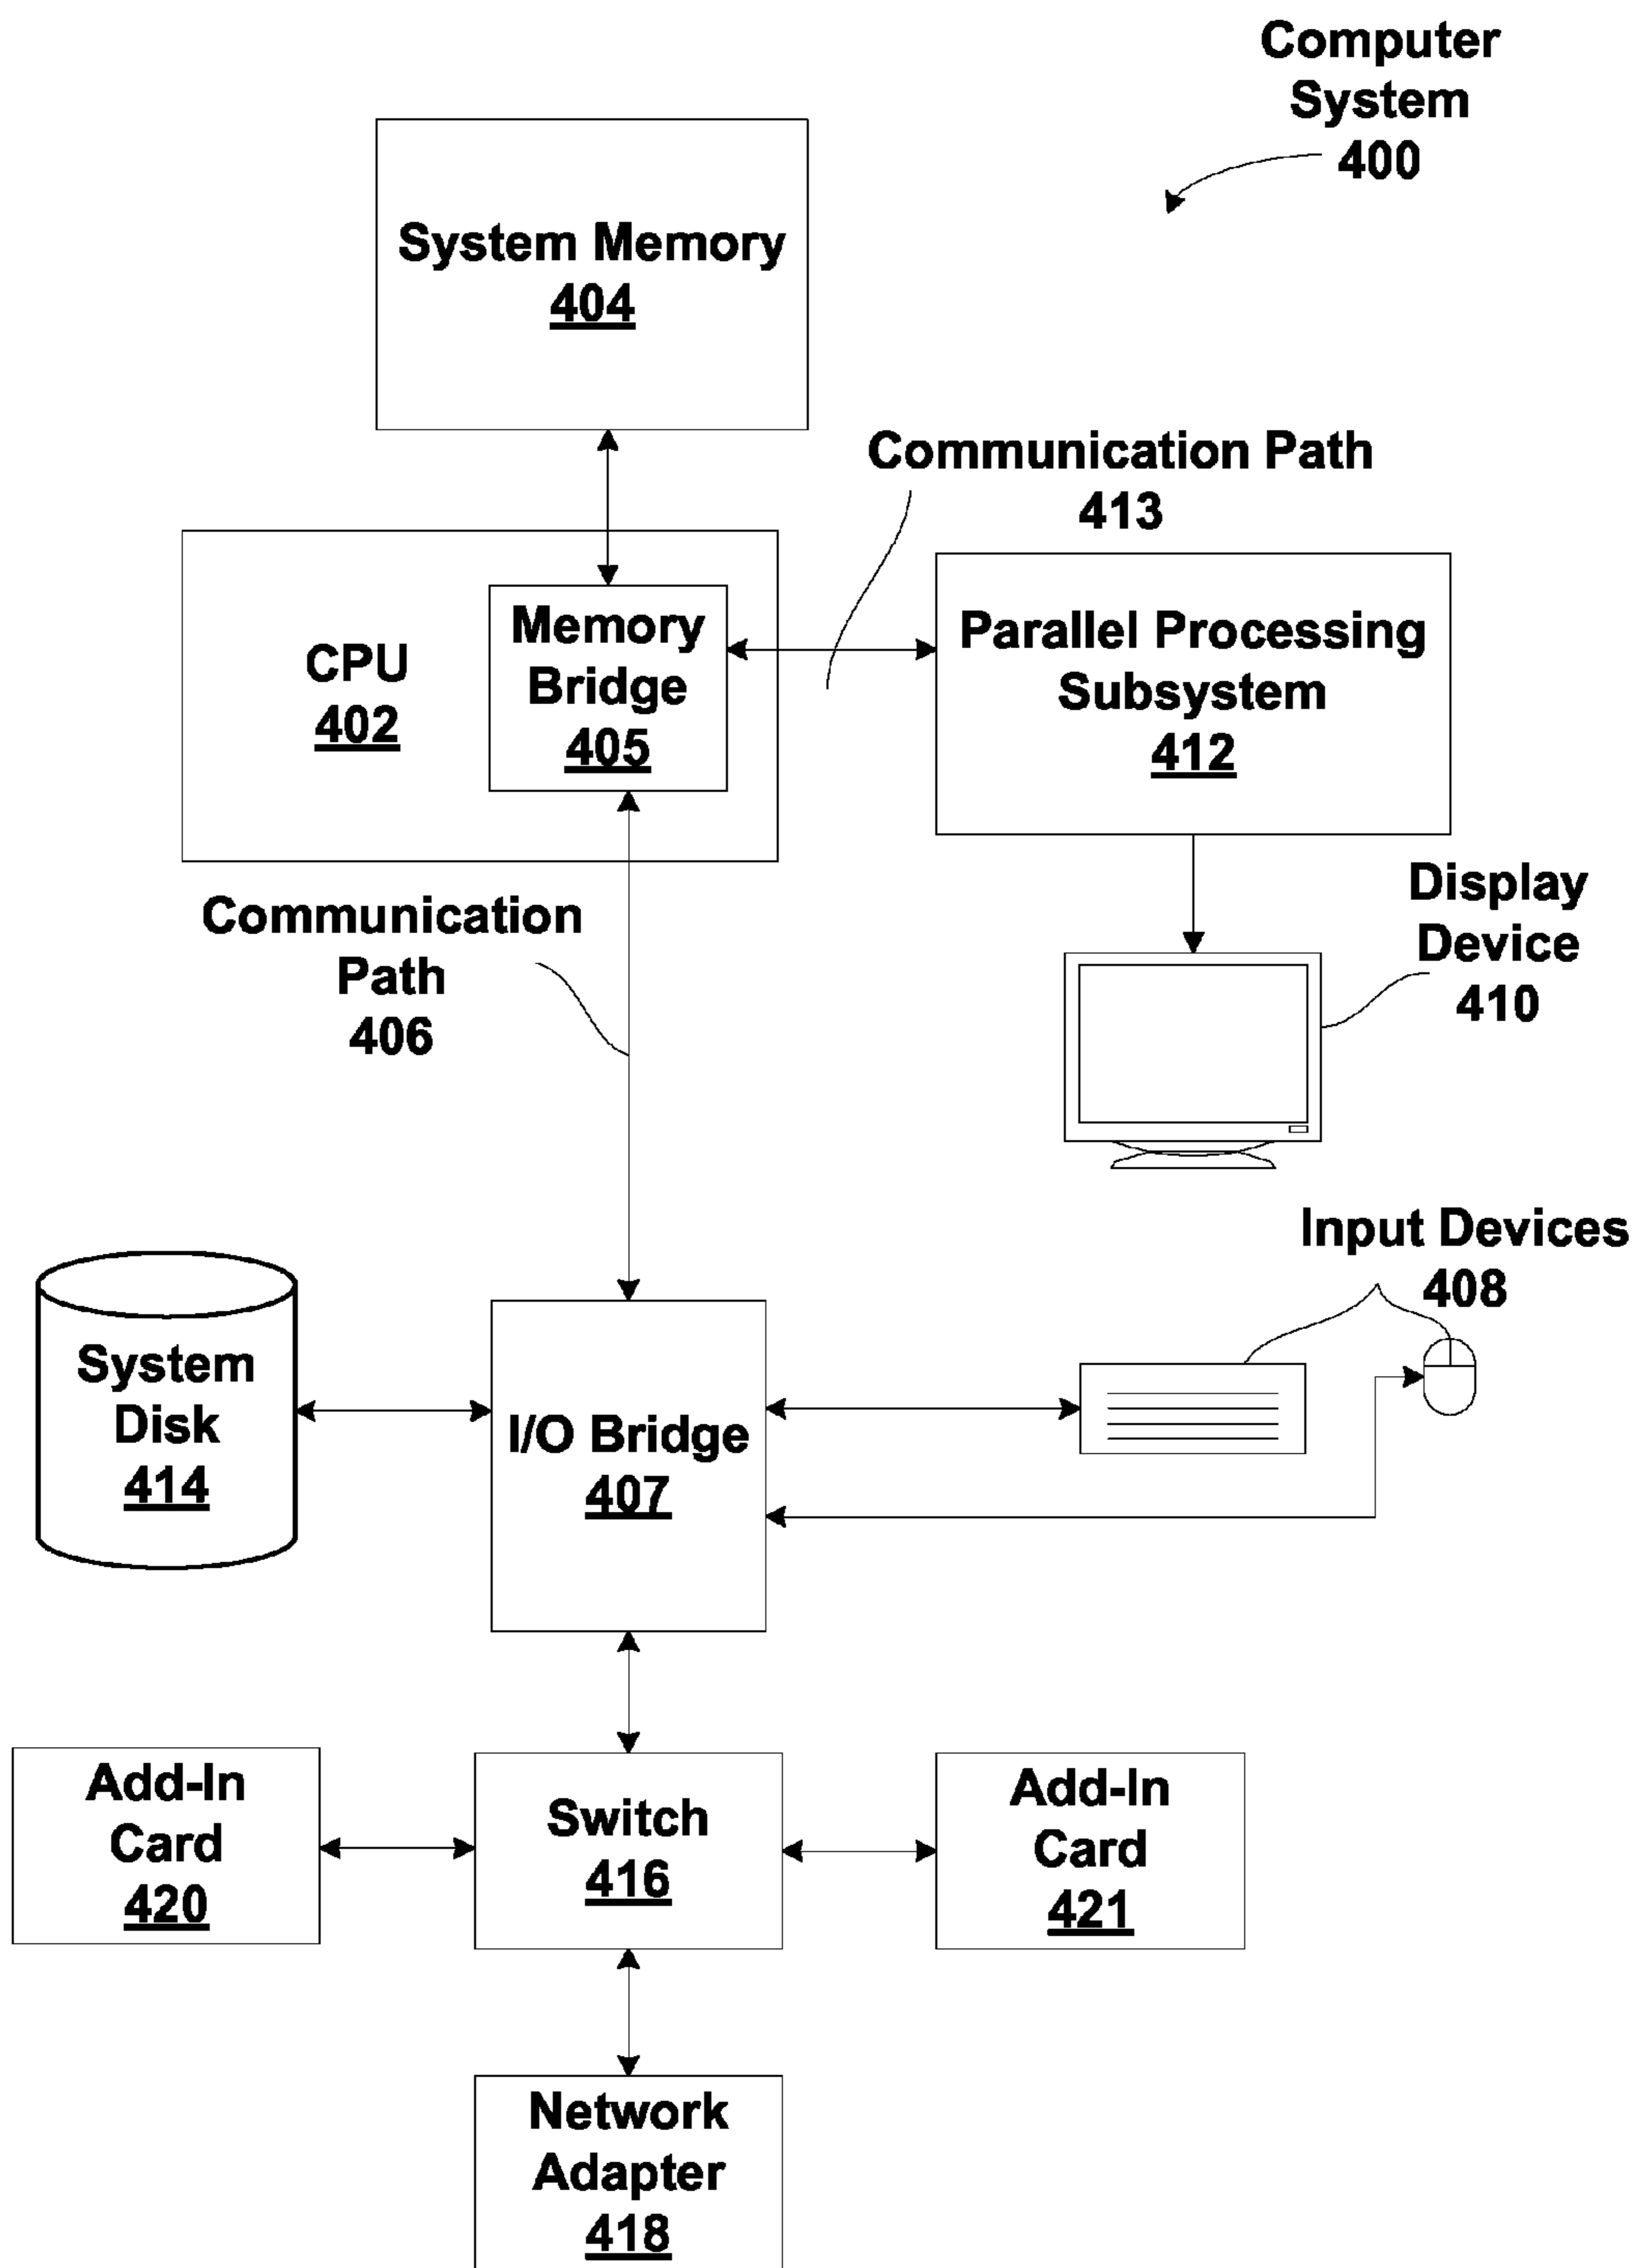 Computer
System
400
System Memory
404
Communication Path
413
CPU
402
Memory
Bridge
405
Parallel Processing
Subsystem
412
Communication
Path
406
Display
Device
410
Input Devices
408
System
Disk
414
I/O Bridge
407
Add-In
Card
420
Switch
416
Add-In
Card
421
Network
Adapter
418